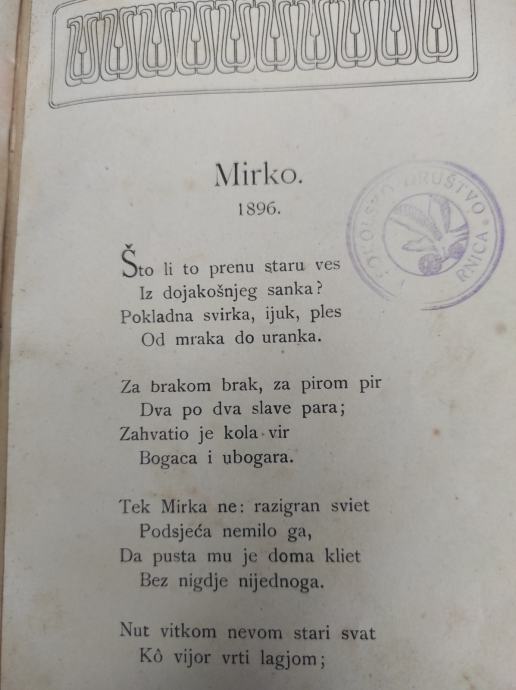 Mirko.
1896.
DRUŠTVO
Što li to prenu staru ves
Iz dojakošnjeg sanka?
Pokladna svirka, ijuk, ples
Od mraka do uranka.
Za brakom brak, za pirom pir
Dva po dva slave para;
Zahvatio je kola vir
Bogaca i ubogara.
Tek Mirka ne: razigran sviet
Podsjeća nemilo ga,
Da pusta mu je doma kliet
Bez nigdje nijednoga.
Nut vitkom nevom stari svat
Kô vijor vrti lagjom;